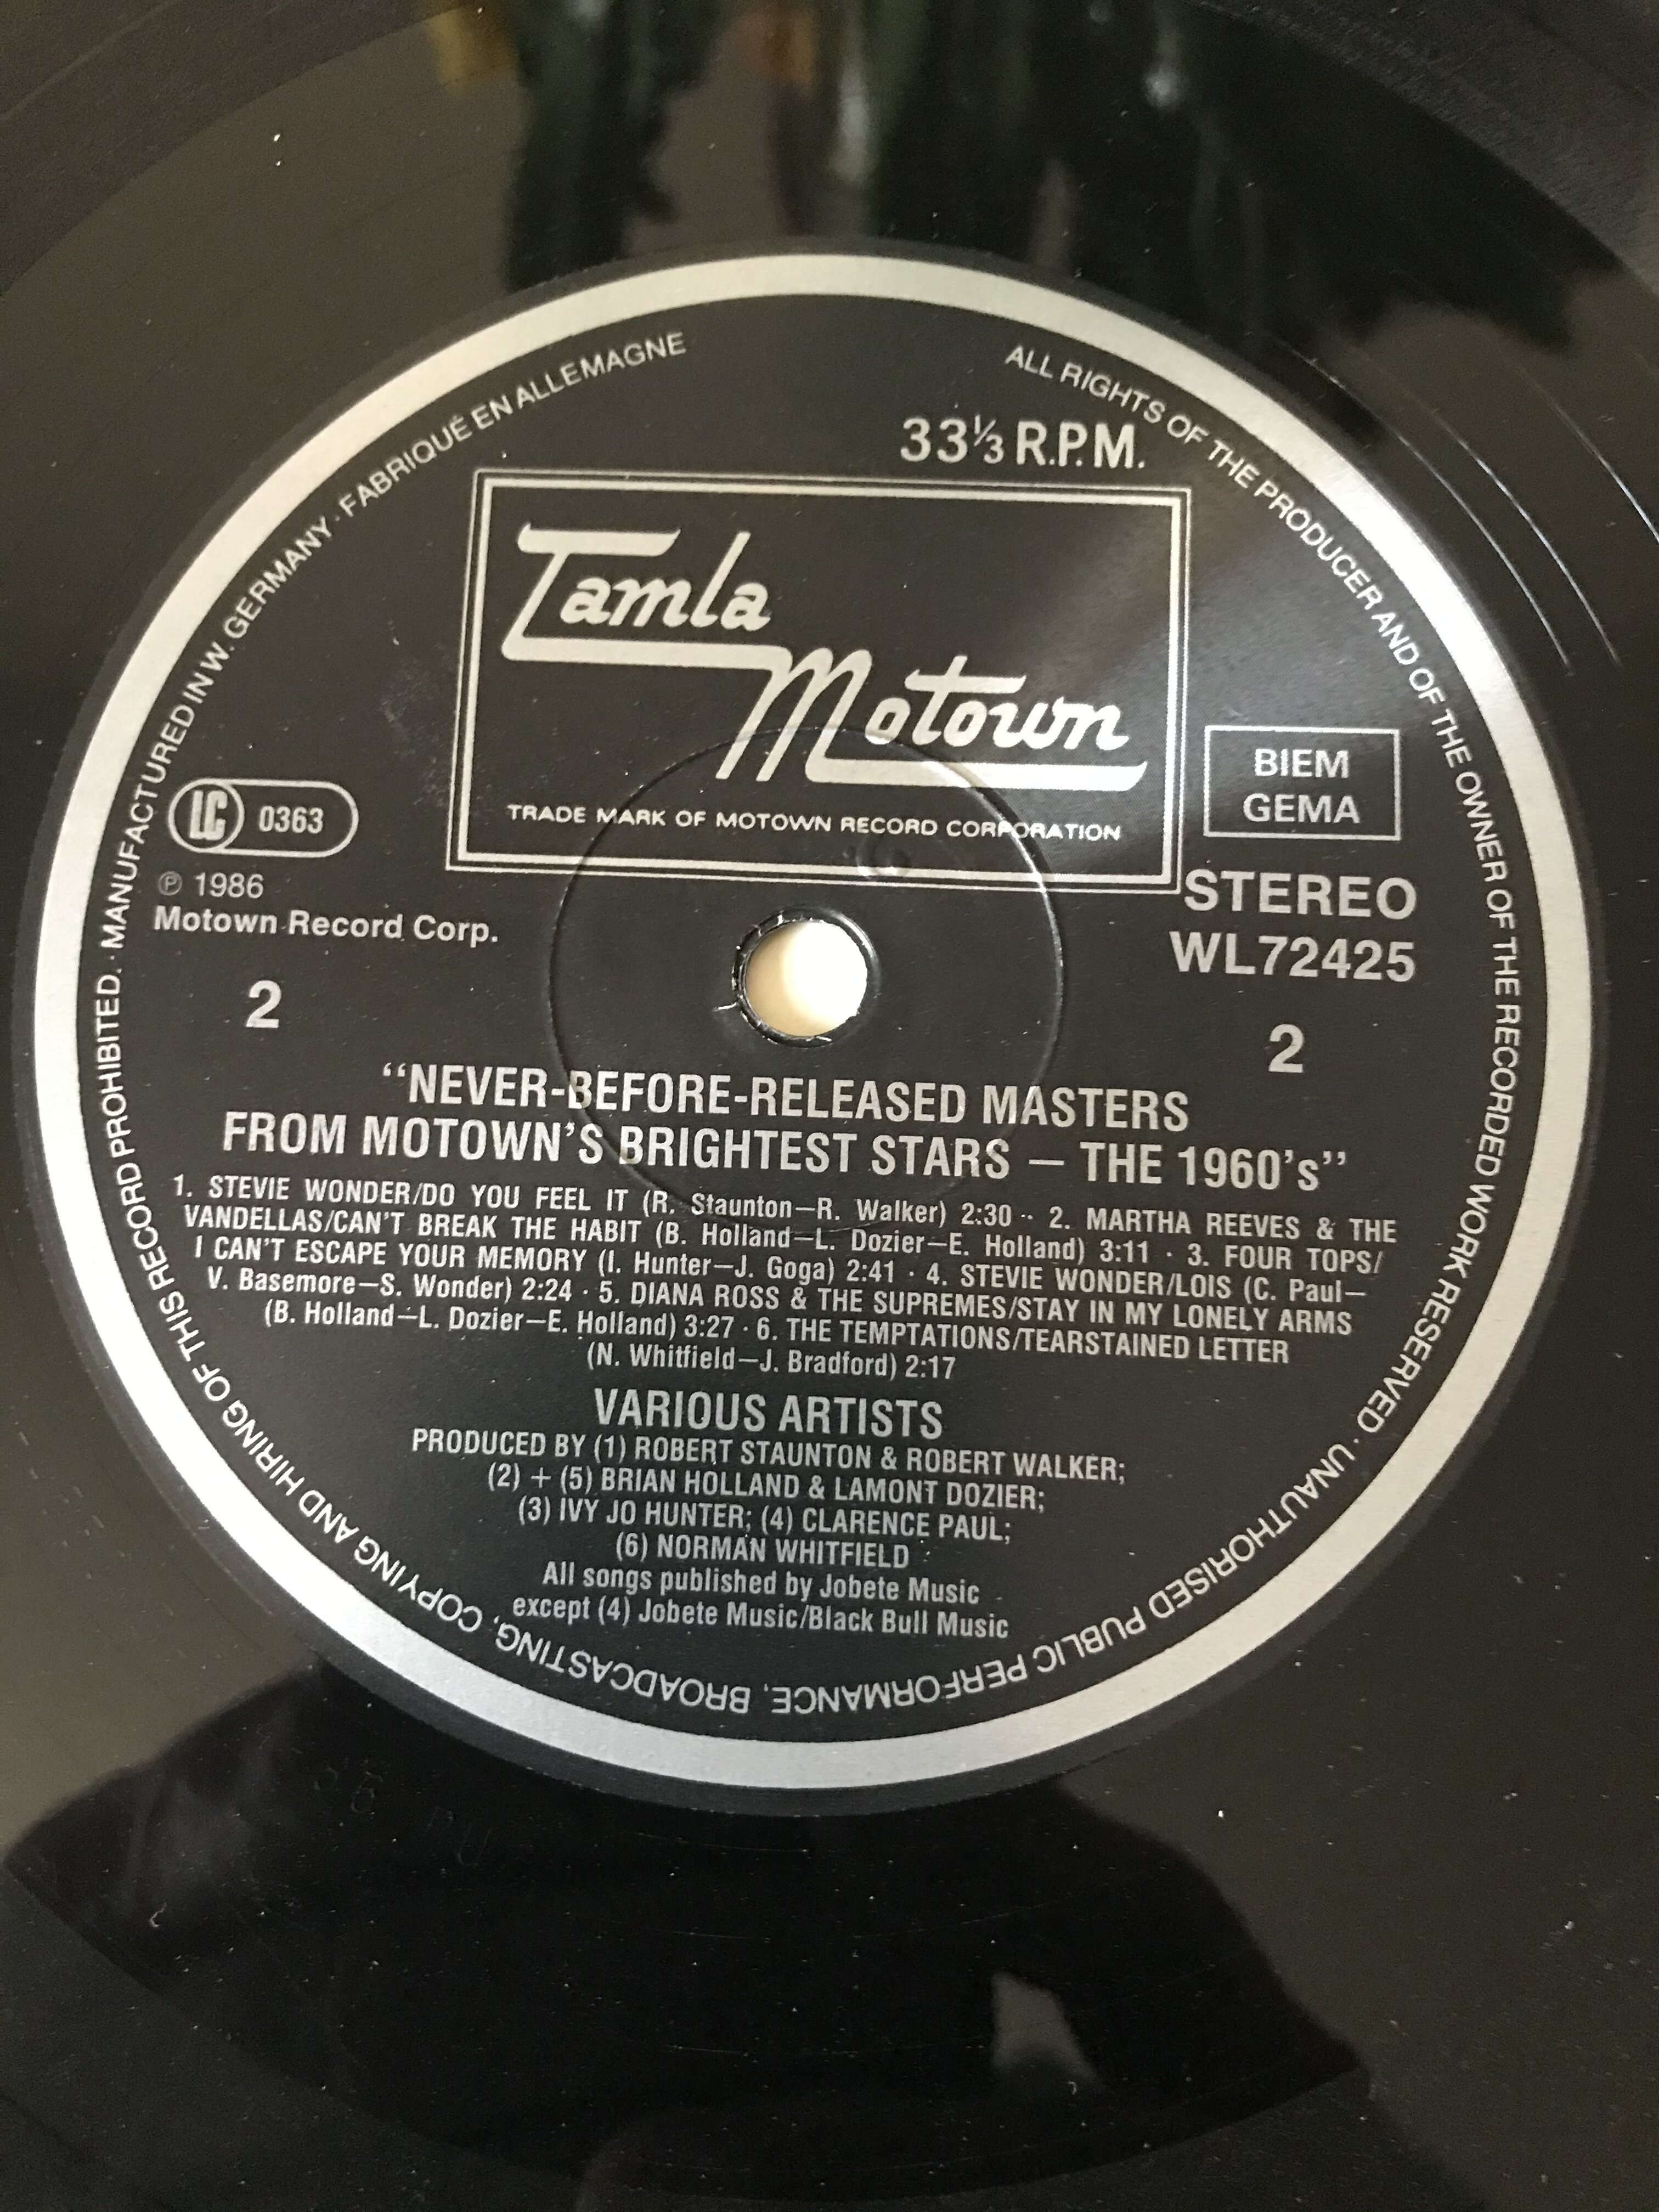 MANUFACTURED IN W. GERMANY · FABRIQUÉ EN ALLEMAGNE
ALL RIGHTS OF THE PRODUCER AND OF THE OWNER OF THE RECORDED WORK RESERVED · UNAUTHORISED PUBLIC PERFORMANCE, BROADCASTING, COPYING AND HIRING OF THIS RECORD PROHIBITED. ·
33⅓ R.P.M.
Tamla
Motown
TRADE MARK OF MOTOWN RECORD CORPORATION
BIEM
GEMA
LC 0363
℗ 1986
Motown Record Corp.
STEREO
WL72425
2
2
“NEVER-BEFORE-RELEASED MASTERS
FROM MOTOWN’S BRIGHTEST STARS — THE 1960’s”
1. STEVIE WONDER/DO YOU FEEL IT (R. Staunton—R. Walker) 2:30 · 2. MARTHA REEVES & THE
VANDELLAS/CAN’T BREAK THE HABIT (B. Holland—L. Dozier—E. Holland) 3:11 · 3. FOUR TOPS/
I CAN’T ESCAPE YOUR MEMORY (I. Hunter—J. Goga) 2:41 · 4. STEVIE WONDER/LOIS (C. Paul—
V. Basemore—S. Wonder) 2:24 · 5. DIANA ROSS & THE SUPREMES/STAY IN MY LONELY ARMS
(B. Holland—L. Dozier—E. Holland) 3:27 · 6. THE TEMPTATIONS/TEARSTAINED LETTER
(N. Whitfield—J. Bradford) 2:17
VARIOUS ARTISTS
PRODUCED BY (1) ROBERT STAUNTON & ROBERT WALKER;
(2) + (5) BRIAN HOLLAND & LAMONT DOZIER;
(3) IVY JO HUNTER; (4) CLARENCE PAUL;
(6) NORMAN WHITFIELD
All songs published by Jobete Music
except (4) Jobete Music/Black Bull Music